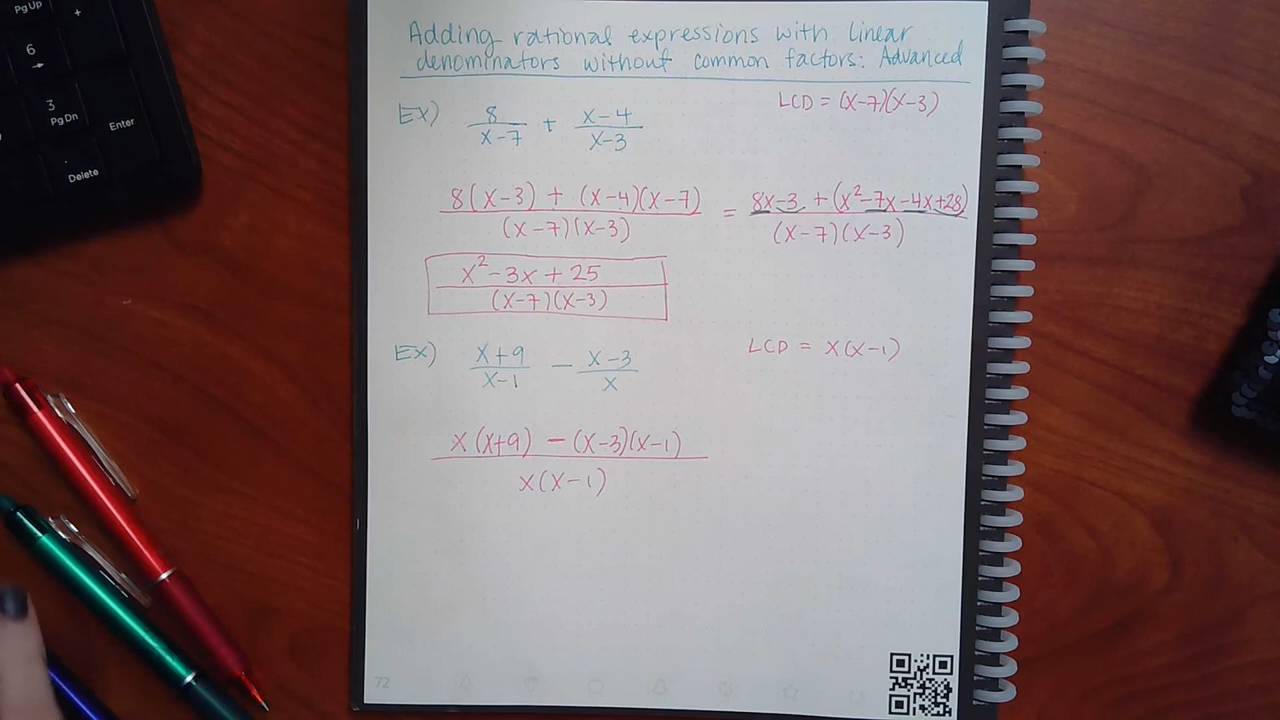 PgUp
+
6
→
3
PgDn
Enter
.
Delete
Adding rational expressions with linear
denominators without common factors: Advanced
LCD = (x-7)(x-3)
Ex) 8/(x-7) + (x-4)/(x-3)
(8(x-3) + (x-4)(x-7))/((x-7)(x-3)) = (8x-3 + (x²-7x-4x+28))/((x-7)(x-3))
(x²-3x+25)/((x-7)(x-3))
Ex) (x+9)/(x-1) - (x-3)/x
LCD = x(x-1)
(x(x+9) - (x-3)(x-1))/(x(x-1))
72